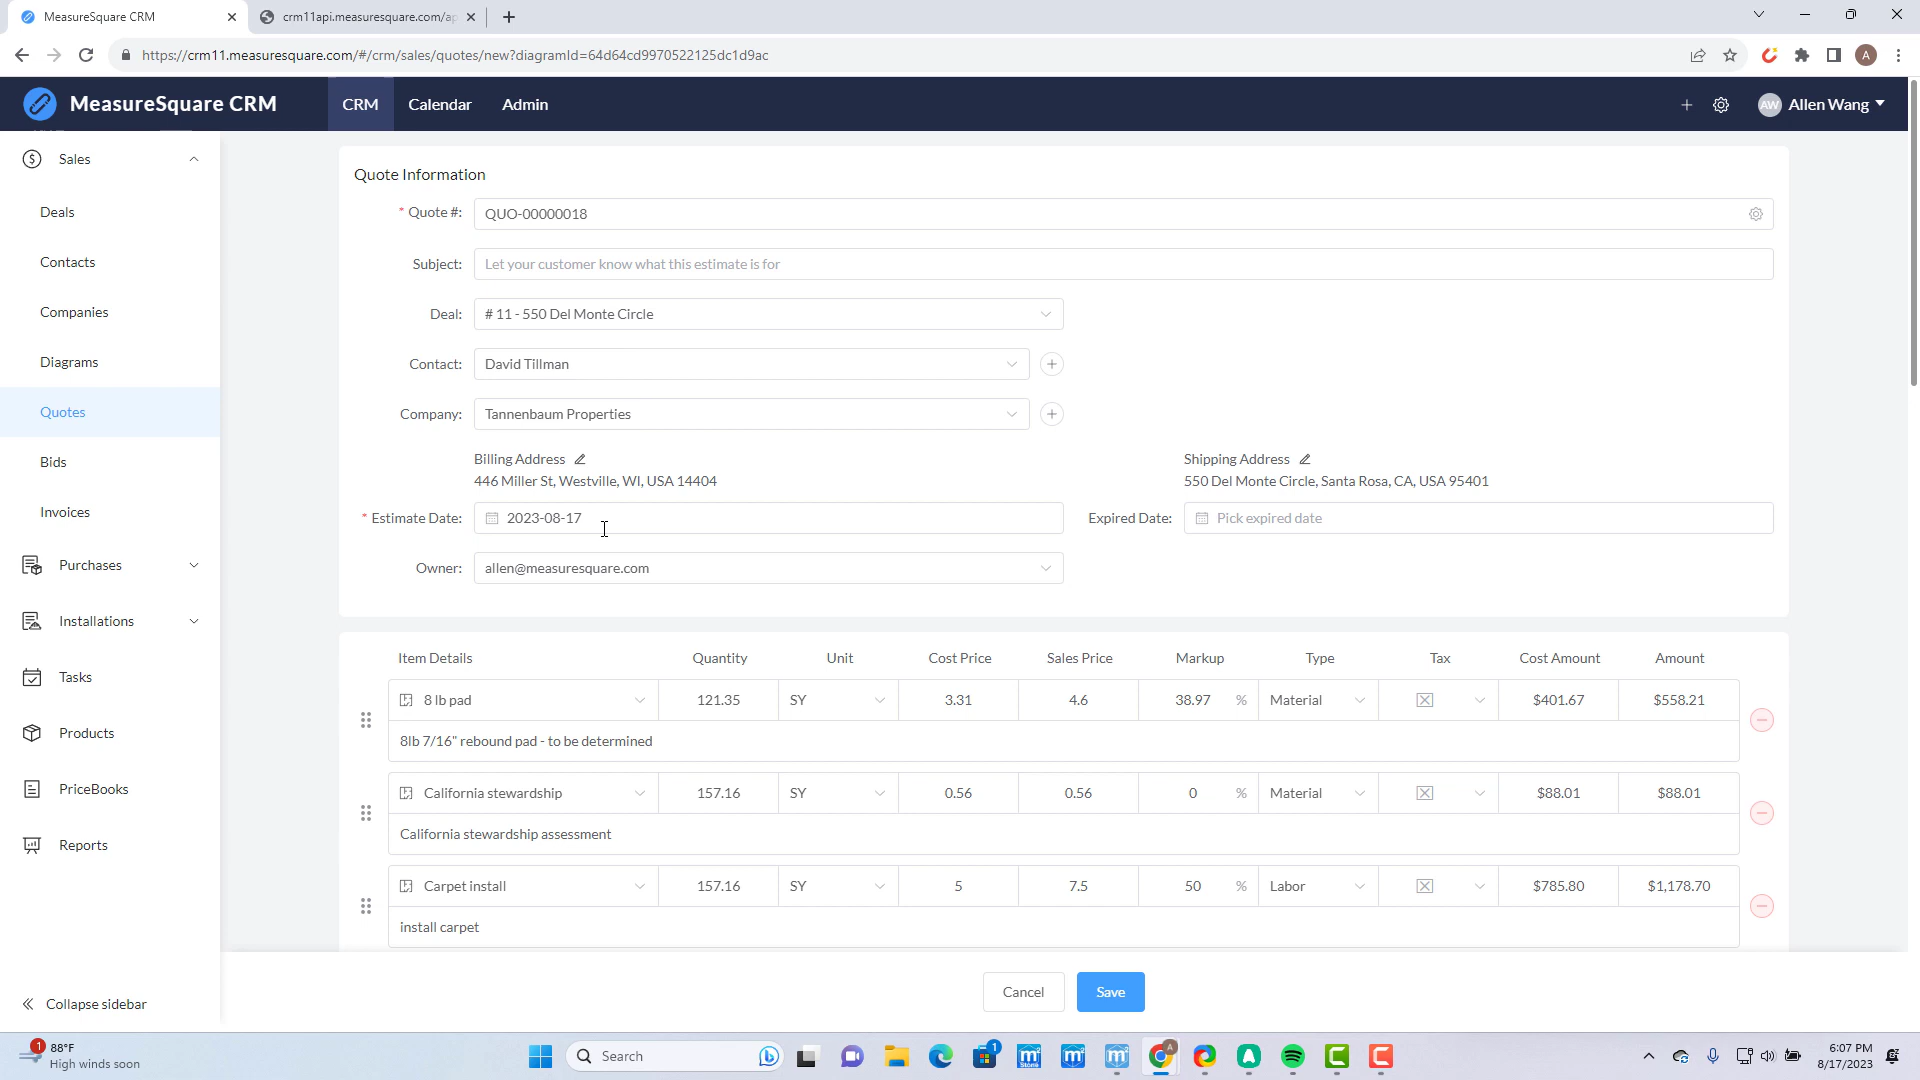 MeasureSquare CRM
crm11api.measuresquare.com/ap
https://crm11.measuresquare.com/#/crm/sales/quotes/new?diagramId=64d64cd9970522125dc1d9ac
A
MeasureSquare CRM
CRM
Calendar
Admin
AW
Allen Wang
Sales
Deals
Contacts
Companies
Diagrams
Quotes
Bids
Invoices
Purchases
Installations
Tasks
Products
PriceBooks
Reports
Collapse sidebar
Quote Information
* Quote #: QUO-00000018
Subject: Let your customer know what this estimate is for
Deal: # 11 - 550 Del Monte Circle
Contact: David Tillman
Company: Tannenbaum Properties
Billing Address
446 Miller St, Westville, WI, USA 14404
Shipping Address
550 Del Monte Circle, Santa Rosa, CA, USA 95401
* Estimate Date: 2023-08-17
Expired Date: Pick expired date
Owner: allen@measuresquare.com
Item Details Quantity Unit Cost Price Sales Price Markup Type Tax Cost Amount Amount
8 lb pad 121.35 SY 3.31 4.6 38.97 % Material $401.67 $558.21
8lb 7/16" rebound pad - to be determined
California stewardship 157.16 SY 0.56 0.56 0 % Material $88.01 $88.01
California stewardship assessment
Carpet install 157.16 SY 5 7.5 50 % Labor $785.80 $1,178.70
install carpet
Cancel
Save
1
88°F
High winds soon
Search
1
6:07 PM
8/17/2023